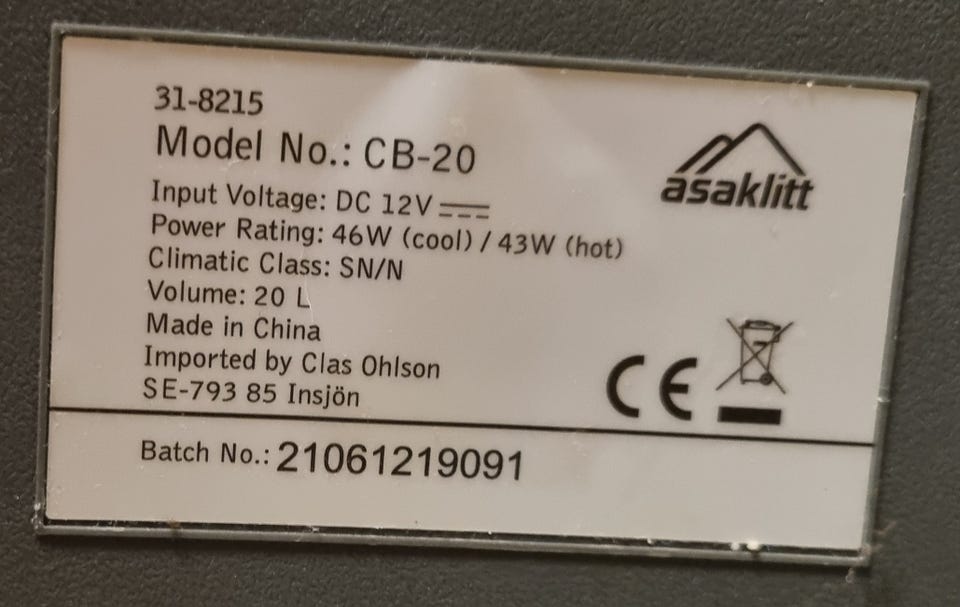 31-8215
Model No.: CB-20
asaklitt
Input Voltage: DC 12V
Power Rating: 46W (cool) / 43W (hot)
Climatic Class: SN/N
Volume: 20 L
Made in China
Imported by Clas Ohlson
SE-793 85 Insjön
CE
Batch No.: 21061219091